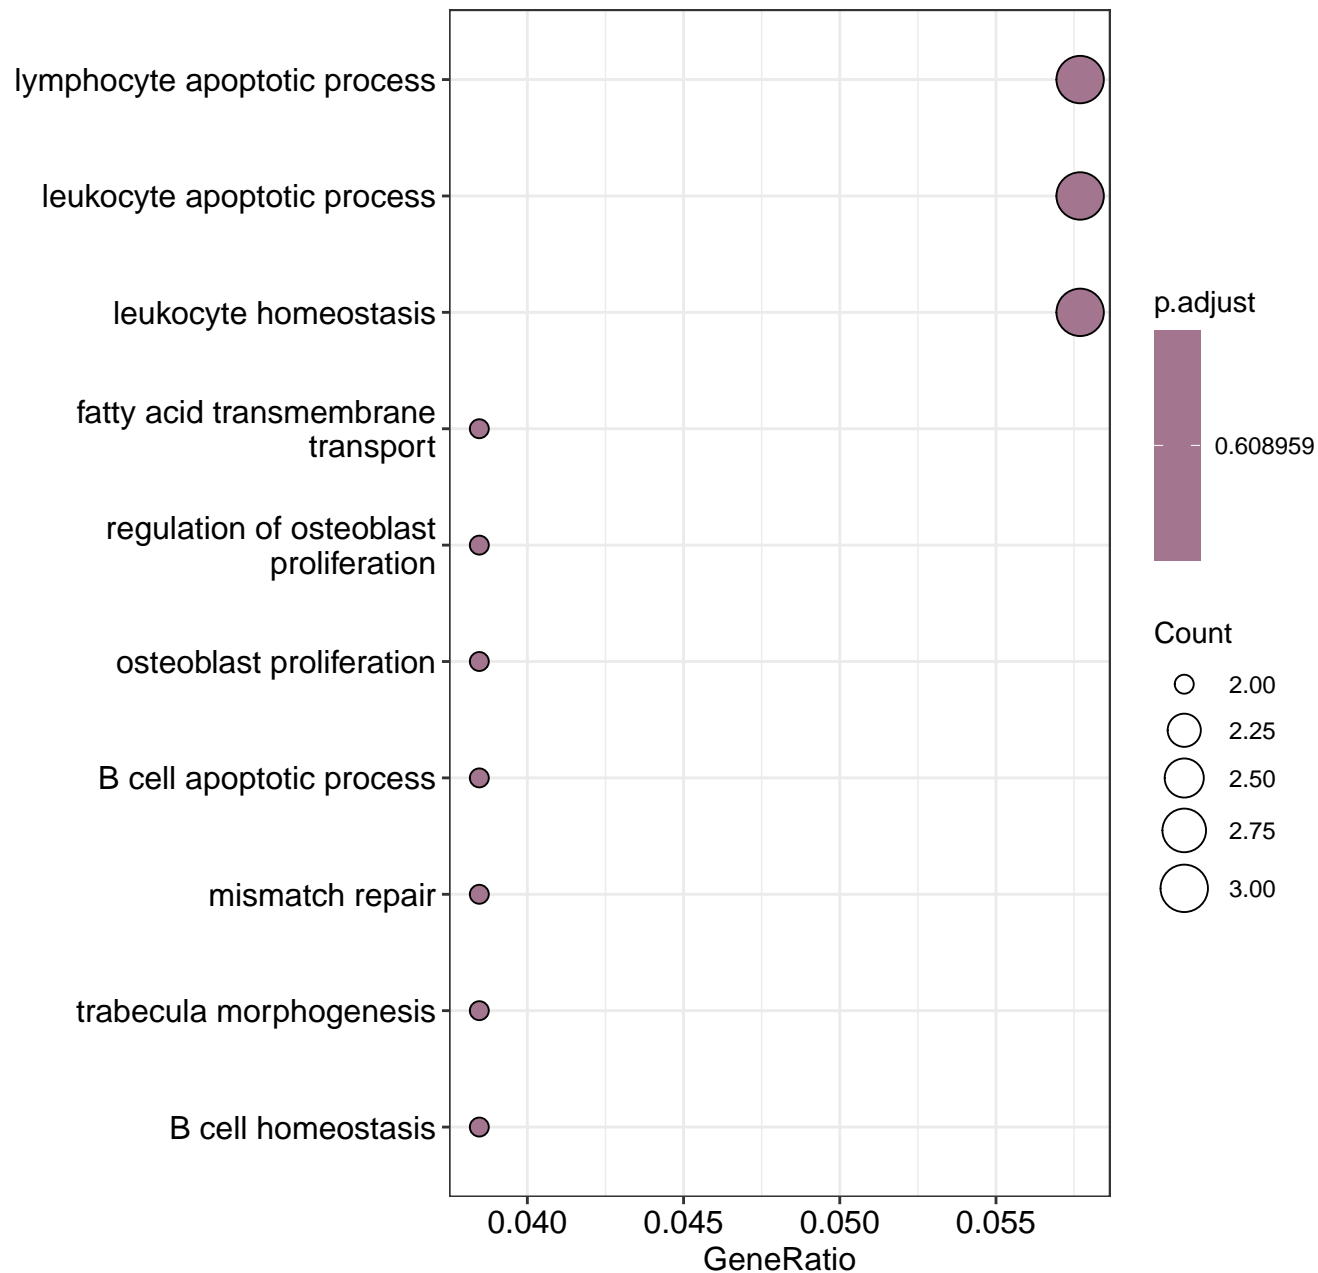 lymphocyte apoptotic process
leukocyte apoptotic process
leukocyte homeostasis
fatty acid transmembrane
transport
regulation of osteoblast
proliferation
osteoblast proliferation
B cell apoptotic process
mismatch repair
trabecula morphogenesis
B cell homeostasis
0.040 0.045 0.050 0.055
GeneRatio
p.adjust
0.608959
Count
2.00
2.25
2.50
2.75
3.00